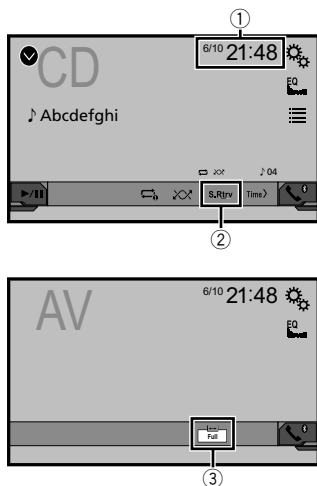 ①
6/10 21:48
CD
EQ
♪ Abcdefghi
♪ 04
S.Rtrv Time
②
6/10 21:48
AV
EQ
Full
③